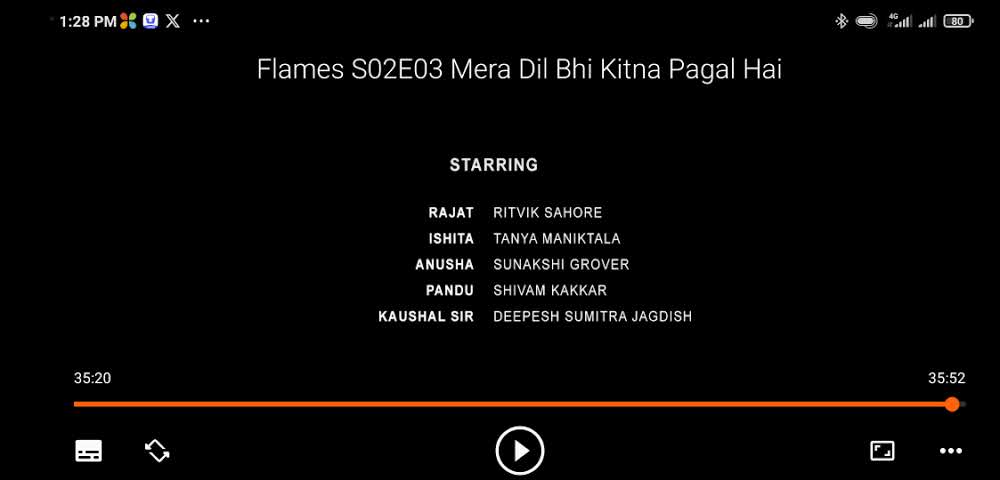 1:28 PM
4G
80
Flames S02E03 Mera Dil Bhi Kitna Pagal Hai
STARRING
RAJAT RITVIK SAHORE
ISHITA TANYA MANIKTALA
ANUSHA SUNAKSHI GROVER
PANDU SHIVAM KAKKAR
KAUSHAL SIR DEEPESH SUMITRA JAGDISH
35:20
35:52